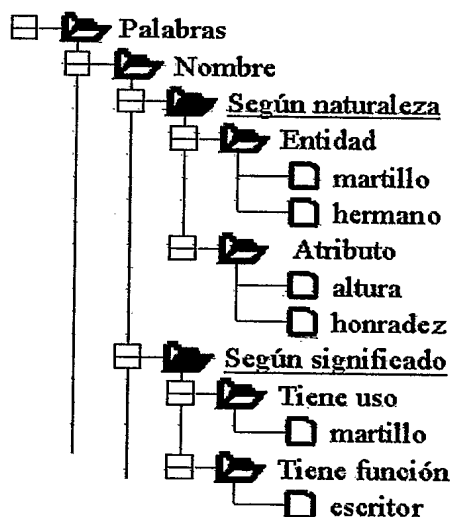 Palabras
Nombre
Según naturaleza
Entidad
martillo
hermano
Atributo
altura
honradez
Según significado
Tiene uso
martillo
Tiene función
escritor